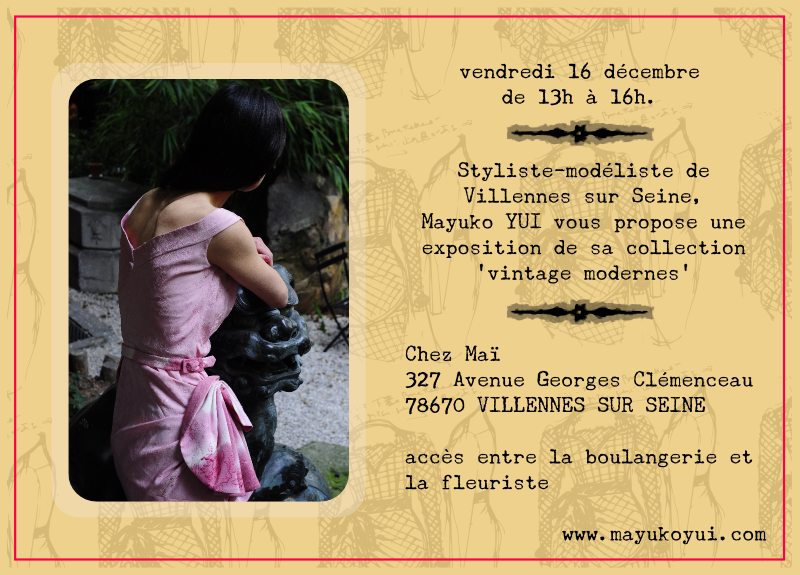 vendredi 16 décembre
de 13h à 16h.
Styliste-modéliste de
Villennes sur Seine,
Mayuko YUI vous propose une
exposition de sa collection
'vintage modernes'
Chez Maï
327 Avenue Georges Clémenceau
78670 VILLENNES SUR SEINE
accès entre la boulangerie et
la fleuriste
www.mayukoyui.com